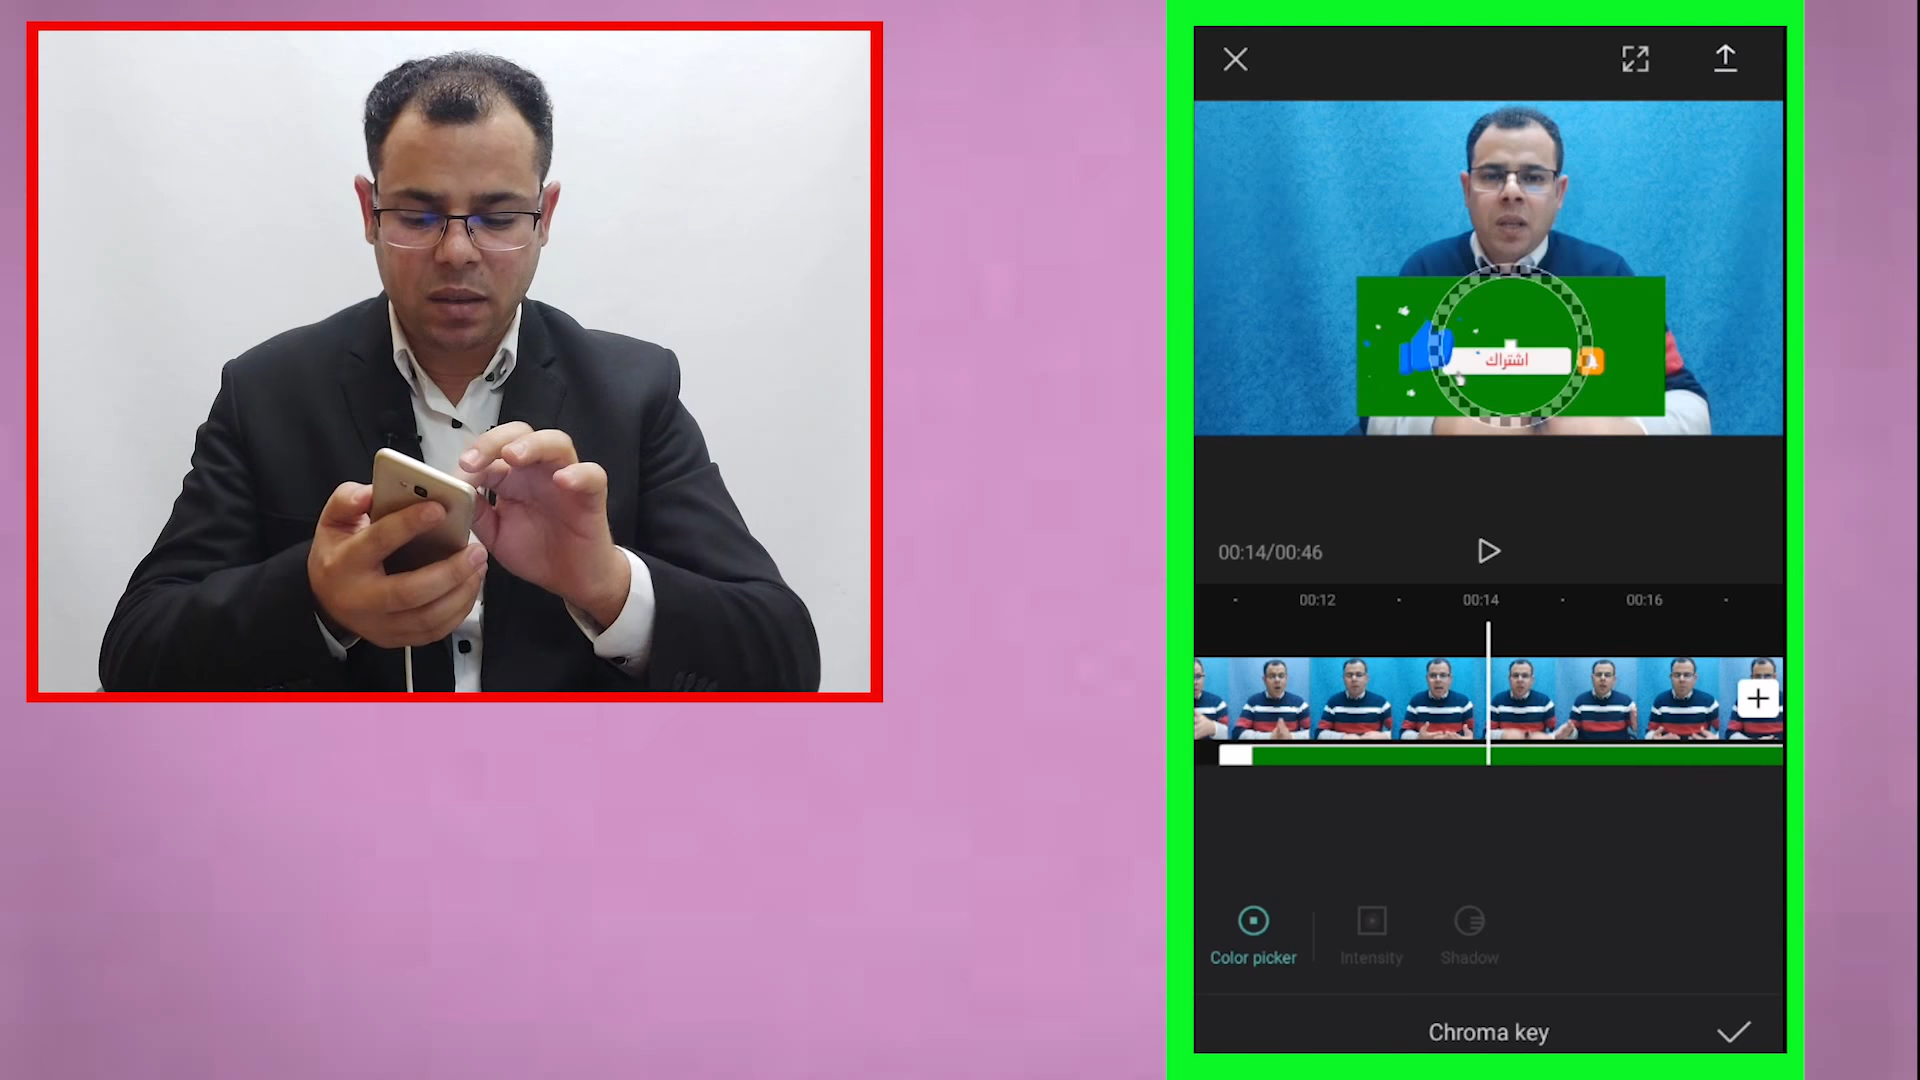 اشتراك
00:14/00:46
00:12
00:14
00:16
Color picker
Intensity
Shadow
Chroma key